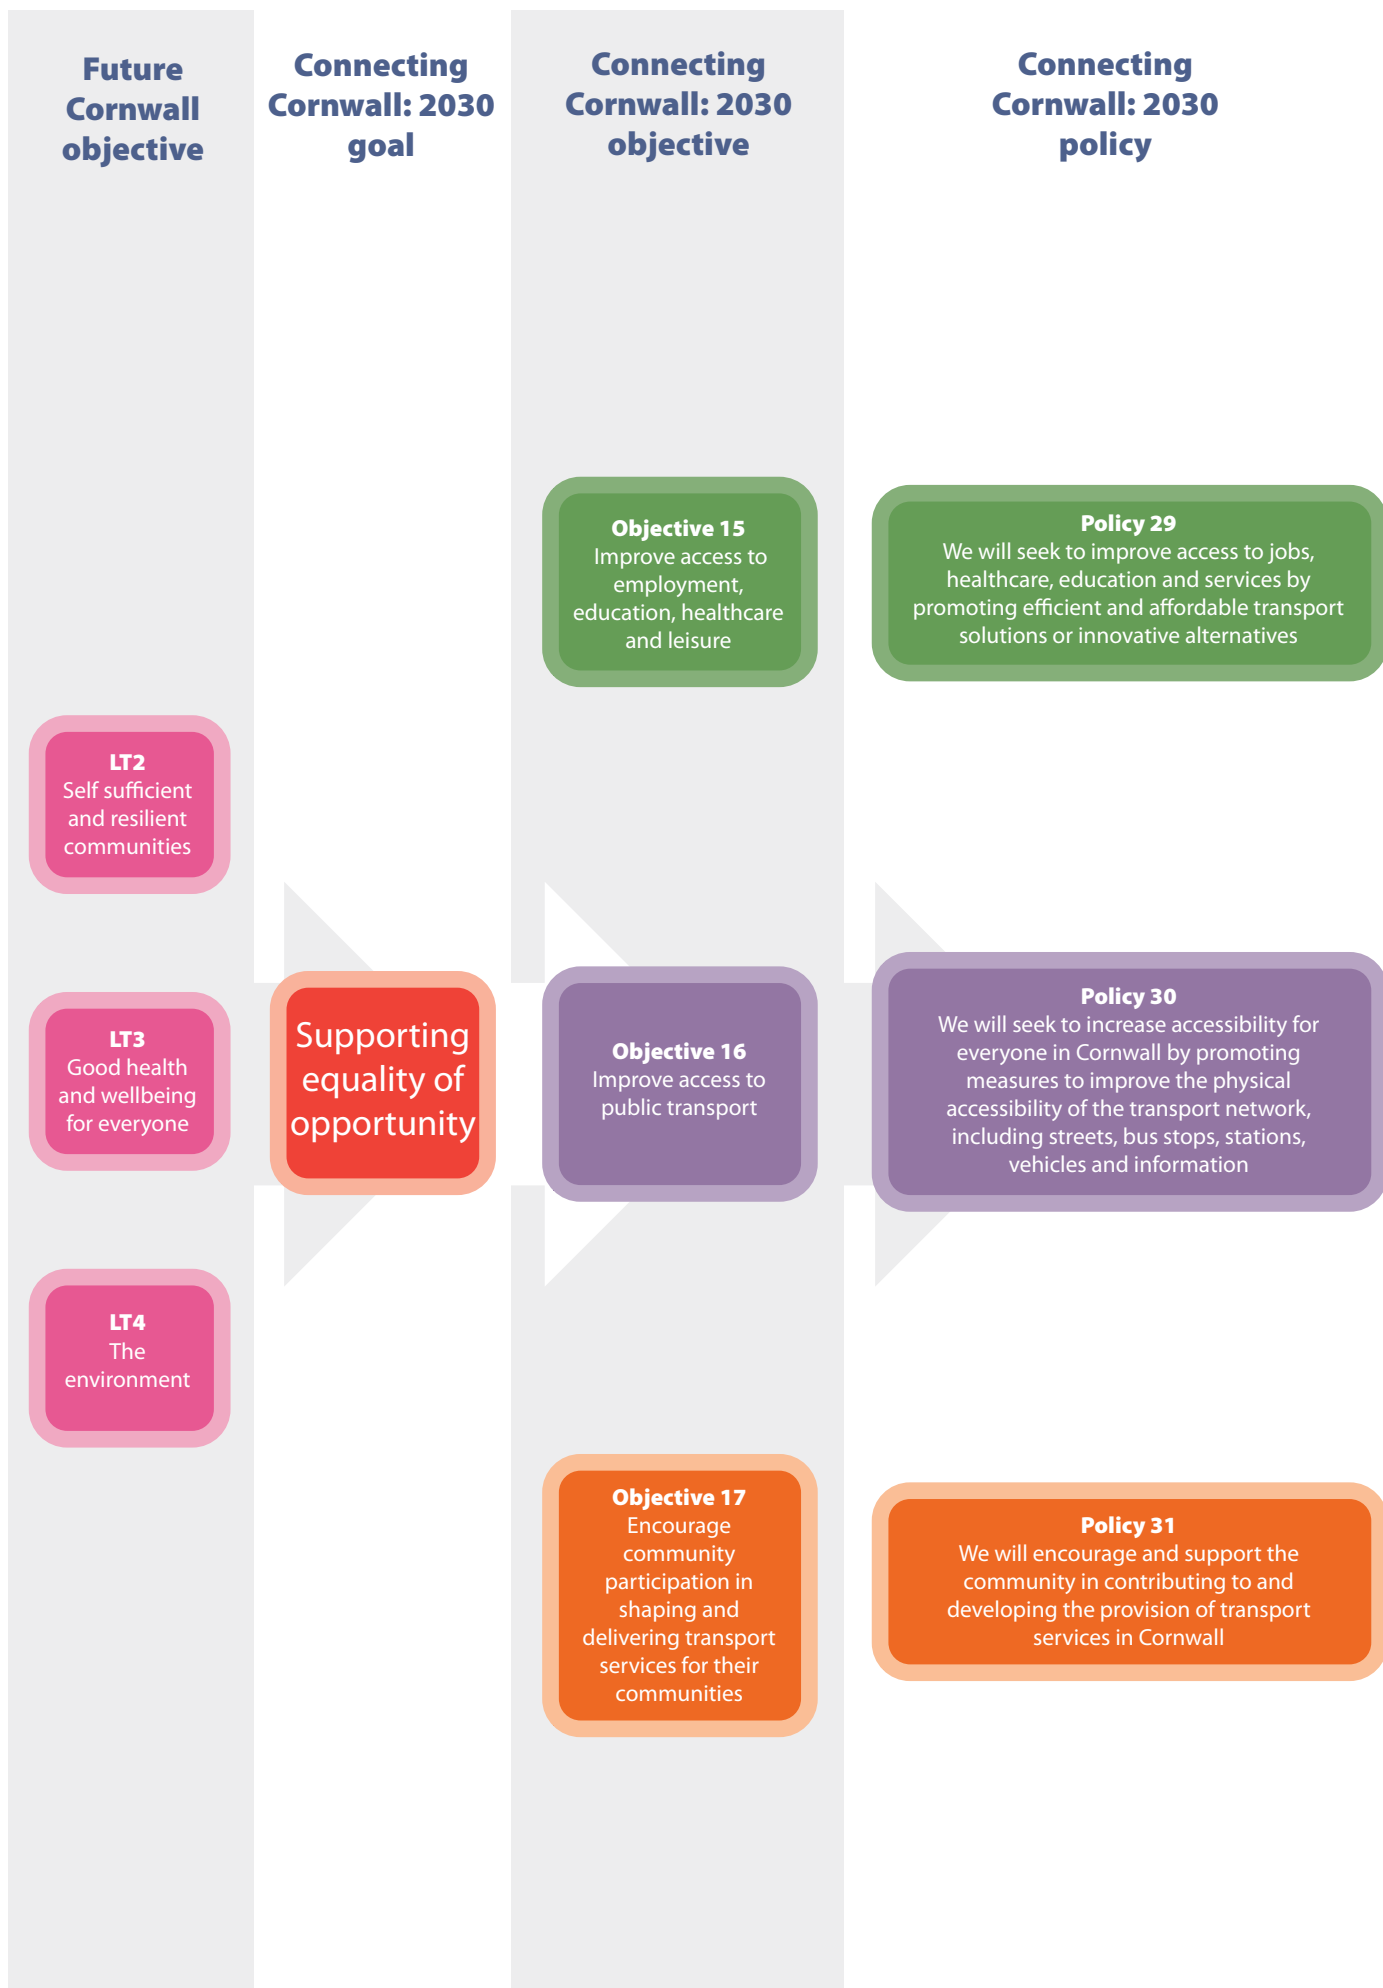 Future
Cornwall
objective
Connecting
Cornwall: 2030
goal
Connecting
Cornwall: 2030
objective
Connecting
Cornwall: 2030
policy
LT2
Self sufficient
and resilient
communities
LT3
Good health
and wellbeing
for everyone
LT4
The
environment
Supporting
equality of
opportunity
Objective 15
Improve access to
employment,
education, healthcare
and leisure
Objective 16
Improve access to
public transport
Objective 17
Encourage
community
participation in
shaping and
delivering transport
services for their
communities
Policy 29
We will seek to improve access to jobs,
healthcare, education and services by
promoting efficient and affordable transport
solutions or innovative alternatives
Policy 30
We will seek to increase accessibility for
everyone in Cornwall by promoting
measures to improve the physical
accessibility of the transport network,
including streets, bus stops, stations,
vehicles and information
Policy 31
We will encourage and support the
community in contributing to and
developing the provision of transport
services in Cornwall